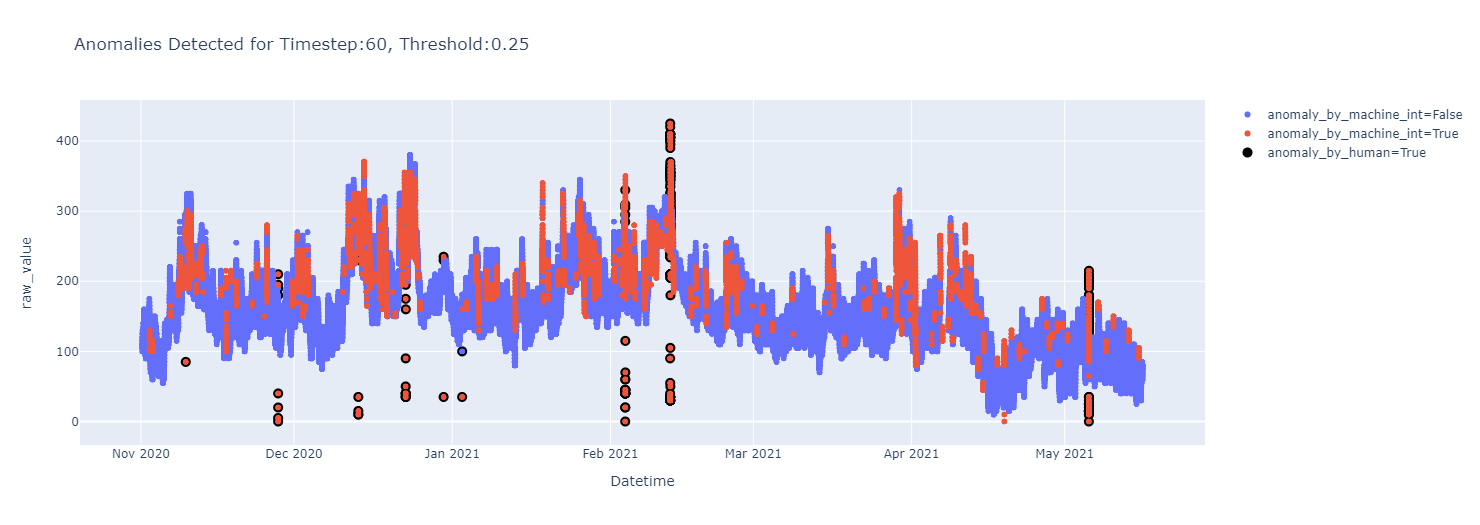 Anomalies Detected for Timestep:60, Threshold:0.25
anomaly_by_machine_int=False
anomaly_by_machine_int=True
anomaly_by_human=True
raw_value
400
300
200
100
0
Nov 2020
Dec 2020
Jan 2021
Feb 2021
Mar 2021
Apr 2021
May 2021
Datetime